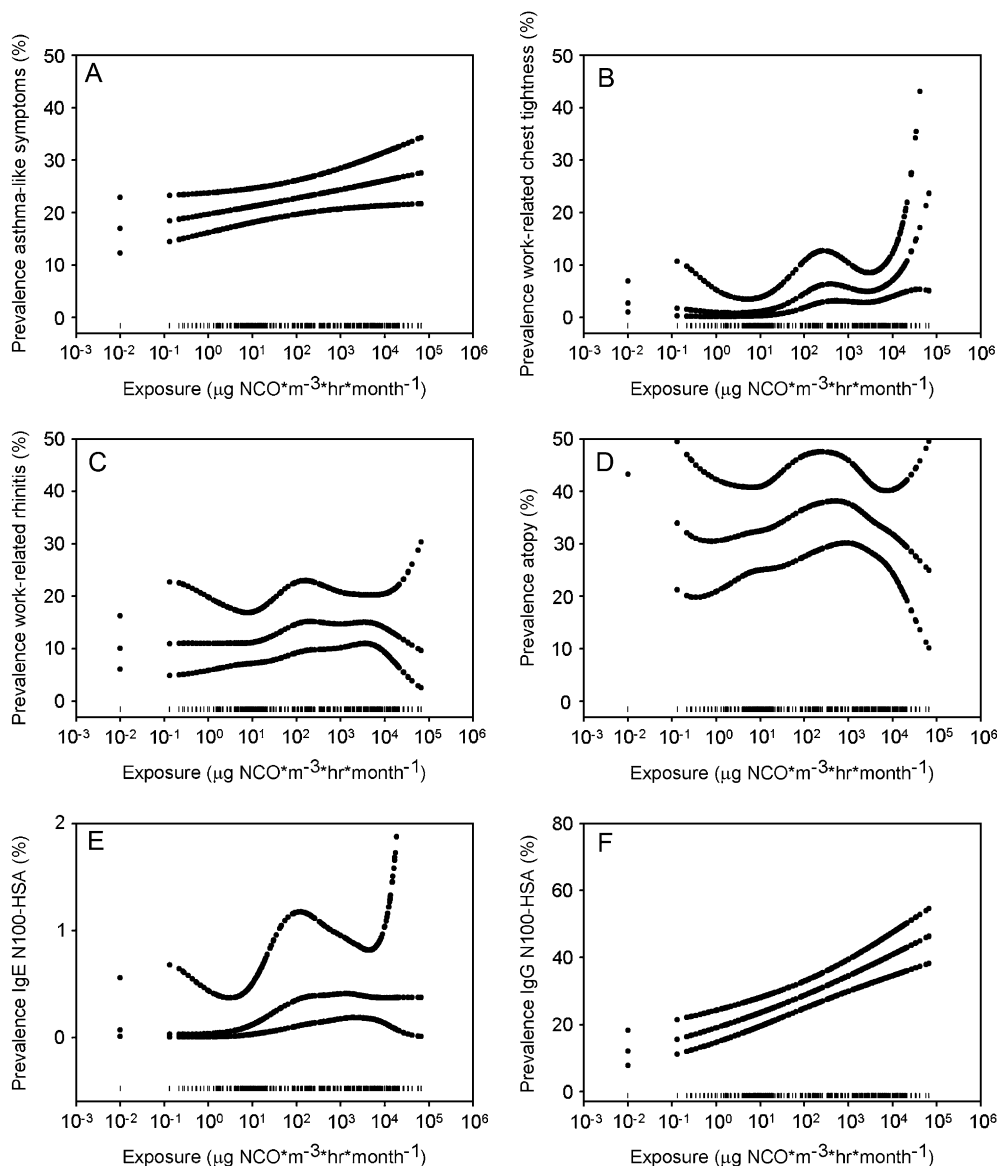 Prevalence asthma-like symptoms (%)
A
50
40
30
20
10
0
10-3 10-2 10-1 100 101 102 103 104 105 106
Exposure (μg NCO*m-3*hr*month-1)
Prevalence work-related chest tightness (%)
B
50
40
30
20
10
0
10-3 10-2 10-1 100 101 102 103 104 105 106
Exposure (μg NCO*m-3*hr*month-1)
Prevalence work-related rhinitis (%)
C
50
40
30
20
10
0
10-3 10-2 10-1 100 101 102 103 104 105 106
Exposure (μg NCO*m-3*hr*month-1)
Prevalence atopy (%)
D
50
40
30
20
10
0
10-3 10-2 10-1 100 101 102 103 104 105 106
Exposure (μg NCO*m-3*hr*month-1)
Prevalence IgE N100-HSA (%)
E
2
1
0
10-3 10-2 10-1 100 101 102 103 104 105 106
Exposure (μg NCO*m-3*hr*month-1)
Prevalence IgG N100-HSA (%)
F
80
60
40
20
0
10-3 10-2 10-1 100 101 102 103 104 105 106
Exposure (μg NCO*m-3*hr*month-1)